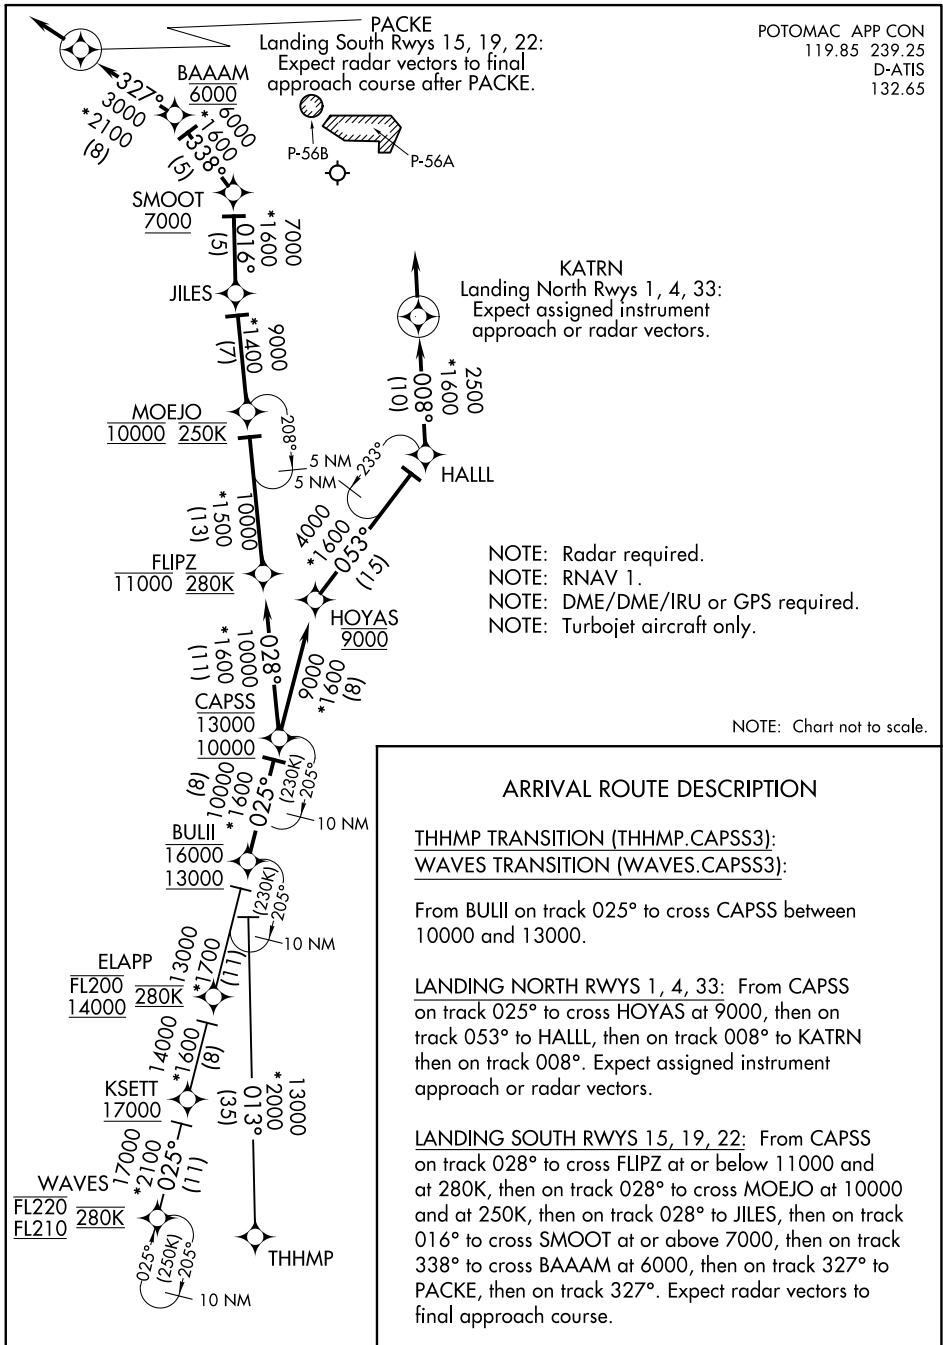 PACKE
Landing South Rwys 15, 19, 22:
Expect radar vectors to final
approach course after PACKE.
POTOMAC APP CON
119.85 239.25
D-ATIS
132.65
BAAAM
6000
327°
3000
*2100
(8)
6000
*1600
338°
(5)
P-56B
P-56A
SMOOT
7000
7000
*1600
016°
(5)
JILES
KATRN
Landing North Rwys 1, 4, 33:
Expect assigned instrument
approach or radar vectors.
9000
*1400
(7)
2500
*1600
008°
(10)
MOEJO
10000 250K
208°
5 NM
5 NM
233°
HALLL
10000
*1500
(13)
4000
*1600
053°
(15)
FLIPZ
11000 280K
HOYAS
9000
NOTE: Radar required.
NOTE: RNAV 1.
NOTE: DME/DME/IRU or GPS required.
NOTE: Turbojet aircraft only.
028°
10000
*1600
(11)
9000
*1600
(8)
CAPSS
13000
10000
NOTE: Chart not to scale.
(230K)
205°
10 NM
10000
*1600
025°
(8)
BULII
16000
13000
(230K)
205°
10 NM
13000
*1700
(11)
ELAPP
FL200
14000
280K
14000
*1600
(8)
KSETT
17000
13000
*2000
013°
(35)
17000
*2100
025°
(11)
WAVES
FL220
FL210
280K
025°
(250K)
205°
10 NM
THHMP
ARRIVAL ROUTE DESCRIPTION
THHMP TRANSITION (THHMP.CAPSS3):
WAVES TRANSITION (WAVES.CAPSS3):
From BULII on track 025° to cross CAPSS between
10000 and 13000.
LANDING NORTH RWYS 1, 4, 33: From CAPSS
on track 025° to cross HOYAS at 9000, then on
track 053° to HALLL, then on track 008° to KATRN
then on track 008°. Expect assigned instrument
approach or radar vectors.
LANDING SOUTH RWYS 15, 19, 22: From CAPSS
on track 028° to cross FLIPZ at or below 11000 and
at 280K, then on track 028° to cross MOEJO at 10000
and at 250K, then on track 028° to JILES, then on track
016° to cross SMOOT at or above 7000, then on track
338° to cross BAAAM at 6000, then on track 327° to
PACKE, then on track 327°. Expect radar vectors to
final approach course.